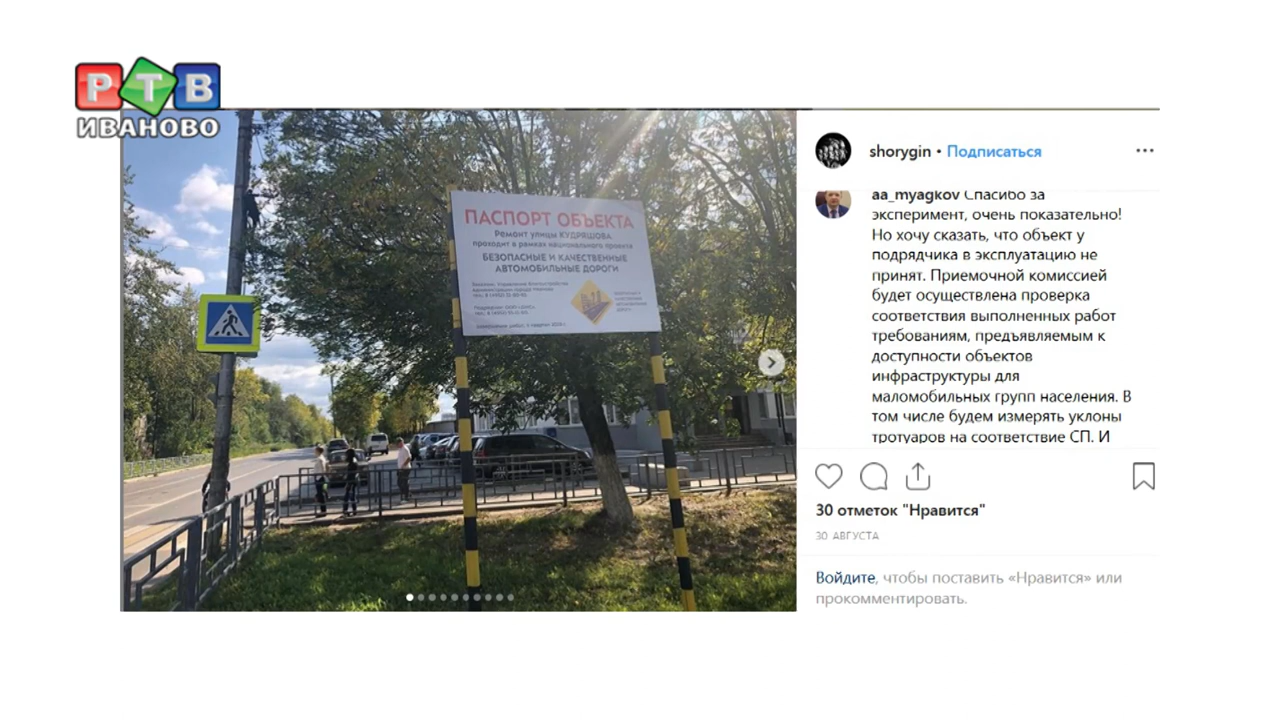 РТВ
ИВАНОВО
ПАСПОРТ ОБЪЕКТА
Ремонт улицы КУДРЯШОВА
проходит в рамках национального проекта
БЕЗОПАСНЫЕ И КАЧЕСТВЕННЫЕ
АВТОМОБИЛЬНЫЕ ДОРОГИ
shorygin • Подписаться
aa_myagkov Спасибо за
эксперимент, очень показательно!
Но хочу сказать, что объект у
подрядчика в эксплуатацию не
принят. Приемочной комиссией
будет осуществлена проверка
соответствия выполненных работ
требованиям, предъявляемым к
доступности объектов
инфраструктуры для
маломобильных групп населения. В
том числе будем измерять уклоны
тротуаров на соответствие СП. И
30 отметок "Нравится"
30 АВГУСТА
Войдите, чтобы поставить «Нравится» или
прокомментировать.